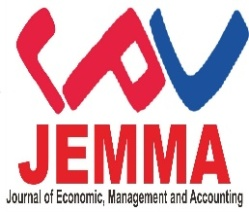 JEMMA
Journal of Economic, Management and Accounting